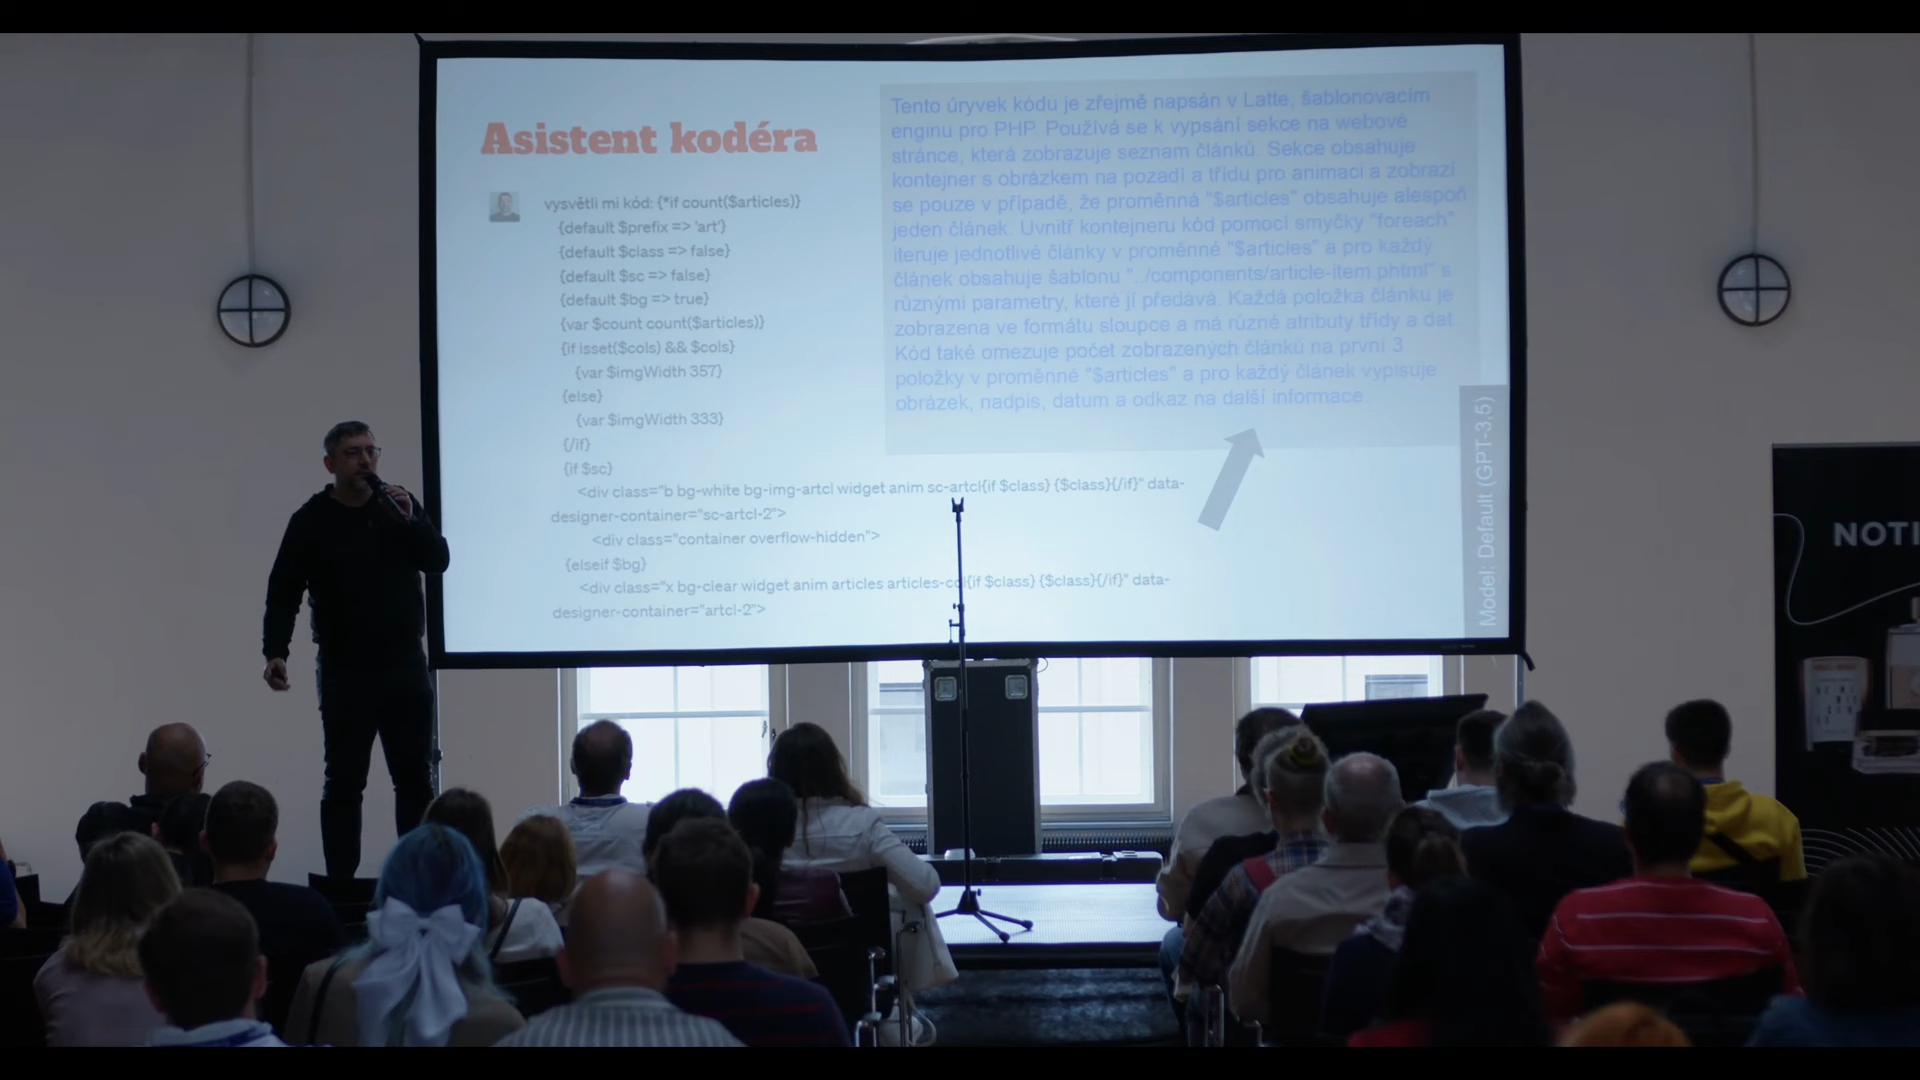 Asistent kodéra
vysvětli mi kód: {*if count($articles)}
{default $prefix => 'art'}
{default $class => false}
{default $sc => false}
{default $bg => true}
{var $count count($articles)}
{if isset($cols) && $cols}
{var $imgWidth 357}
{else}
{var $imgWidth 333}
{/if}
{if $sc}
<div class="b bg-white bg-img-artcl widget anim sc-artcl{if $class} {$class}{/if}" data-
designer-container="sc-artcl-2">
<div class="container overflow-hidden">
{elseif $bg}
<div class="x bg-clear widget anim articles articles-col{if $class} {$class}{/if}" data-
designer-container="artcl-2">
Tento úryvek kódu je zřejmě napsán v Latte, šablonovacím
enginu pro PHP. Používá se k vypsání sekce na webové
stránce, která zobrazuje seznam článků. Sekce obsahuje
kontejner s obrázkem na pozadí a třídu pro animaci a zobrazí
se pouze v případě, že proměnná "$articles" obsahuje alespoň
jeden článek. Uvnitř kontejneru kód pomocí smyčky "foreach"
iteruje jednotlivé články v proměnné "$articles" a pro každý
článek obsahuje šablonu "../components/article-item.phtml" s
různými parametry, které jí předává. Každá položka článku je
zobrazena ve formátu sloupce a má různé atributy třídy a dat.
Kód také omezuje počet zobrazených článků na první 3
položky v proměnné "$articles" a pro každý článek vypisuje
obrázek, nadpis, datum a odkaz na další informace.
Model: Default (GPT-3.5)
NOTI